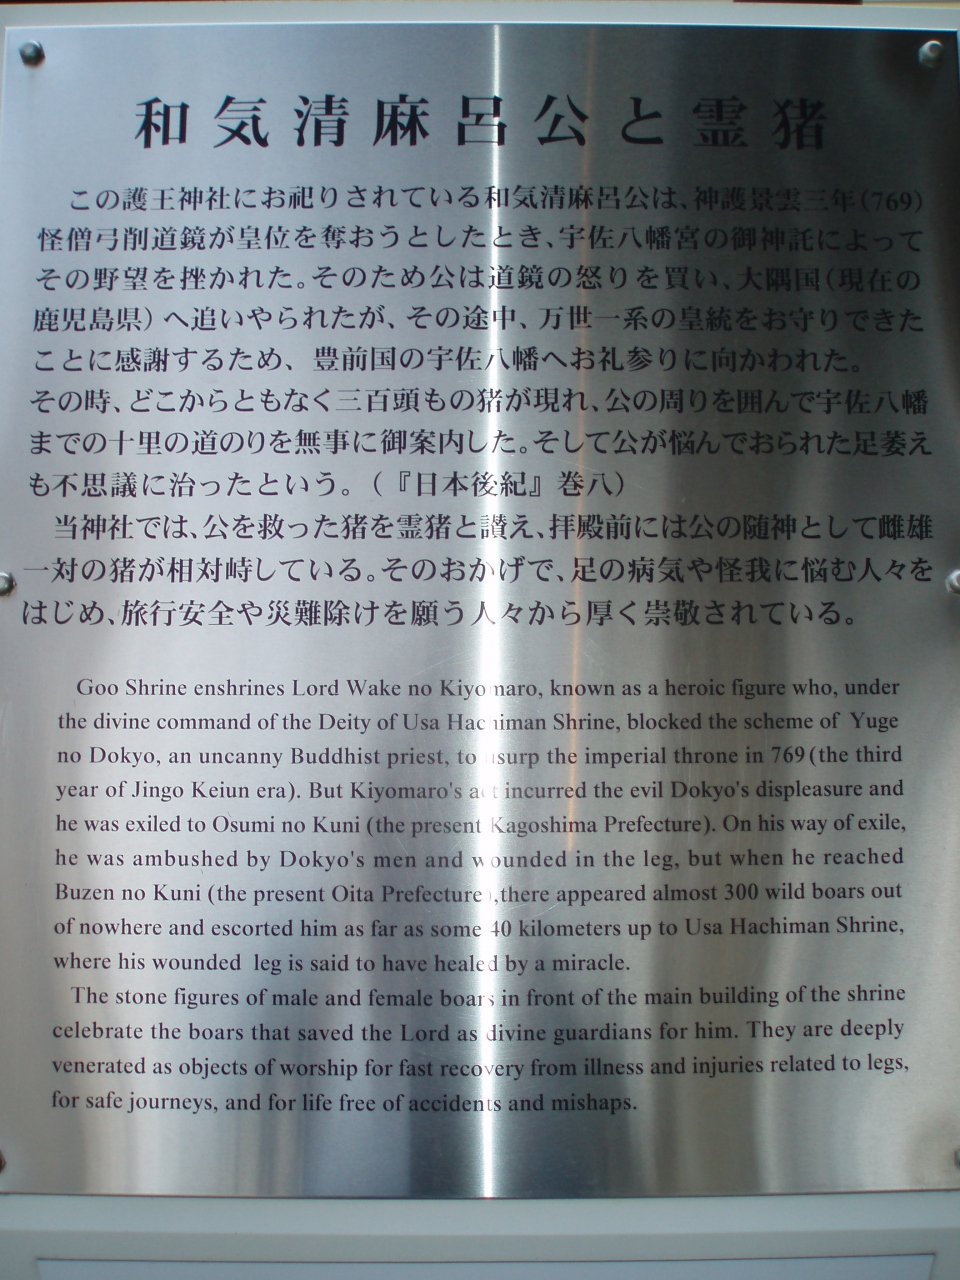 和気清麻呂公と霊猪
この護王神社にお祀りされている和気清麻呂公は、神護景雲三年(769)
怪僧弓削道鏡が皇位を奪おうとしたとき、宇佐八幡宮の御神託によって
その野望を挫かれた。そのため公は道鏡の怒りを買い、大隅国(現在の
鹿児島県)へ追いやられたが、その途中、万世一系の皇統をお守りできた
ことに感謝するため、豊前国の宇佐八幡へお礼参りに向かわれた。
その時、どこからともなく三百頭もの猪が現れ、公の周りを囲んで宇佐八幡
までの十里の道のりを無事に御案内した。そして公が悩んでおられた足萎え
も不思議に治ったという。(『日本後紀』巻八)
当神社では、公を救った猪を霊猪と讃え、拝殿前には公の随神として雌雄
一対の猪が相対峙している。そのおかげで、足の病気や怪我に悩む人々を
はじめ、旅行安全や災難除けを願う人々から厚く崇敬されている。
Goo Shrine enshrines Lord Wake no Kiyomaro, known as a heroic figure who, under
the divine command of the Deity of Usa Hachiman Shrine, blocked the scheme of Yuge
no Dokyo, an uncanny Buddhist priest, to usurp the imperial throne in 769(the third
year of Jingo Keiun era). But Kiyomaro's act incurred the evil Dokyo's displeasure and
he was exiled to Osumi no Kuni (the present Kagoshima Prefecture). On his way of exile,
he was ambushed by Dokyo's men and wounded in the leg, but when he reached
Buzen no Kuni (the present Oita Prefecture),there appeared almost 300 wild boars out
of nowhere and escorted him as far as some 40 kilometers up to Usa Hachiman Shrine,
where his wounded leg is said to have healed by a miracle.
The stone figures of male and female boars in front of the main building of the shrine
celebrate the boars that saved the Lord as divine guardians for him. They are deeply
venerated as objects of worship for fast recovery from illness and injuries related to legs,
for safe journeys, and for life free of accidents and mishaps.